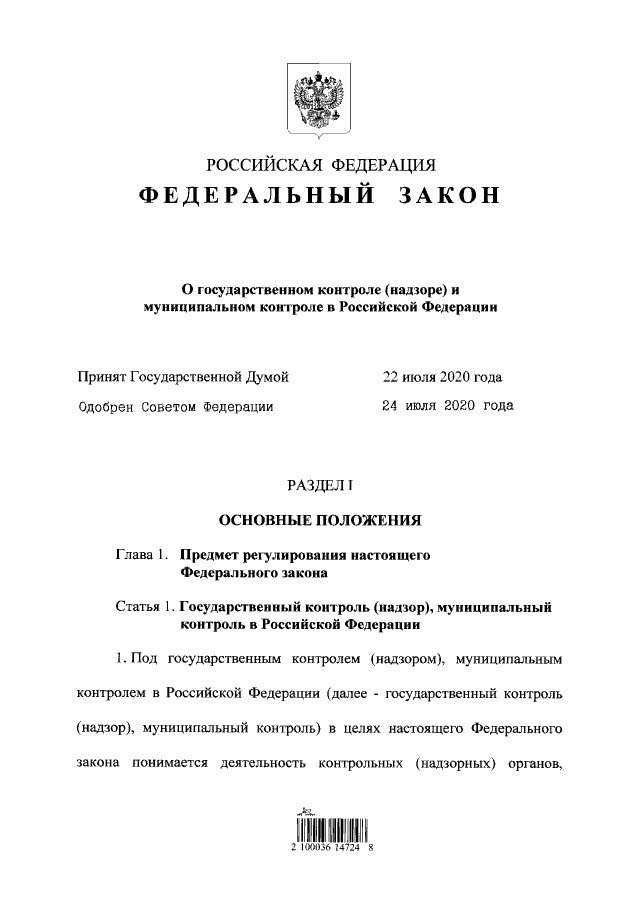 РОССИЙСКАЯ ФЕДЕРАЦИЯ
ФЕДЕРАЛЬНЫЙ ЗАКОН
О государственном контроле (надзоре) и
муниципальном контроле в Российской Федерации
Принят Государственной Думой 22 июля 2020 года
Одобрен Советом Федерации 24 июля 2020 года
РАЗДЕЛ I
ОСНОВНЫЕ ПОЛОЖЕНИЯ
Глава 1. Предмет регулирования настоящего
Федерального закона
Статья 1. Государственный контроль (надзор), муниципальный
контроль в Российской Федерации
1. Под государственным контролем (надзором), муниципальным
контролем в Российской Федерации (далее - государственный контроль
(надзор), муниципальный контроль) в целях настоящего Федерального
закона понимается деятельность контрольных (надзорных) органов,
2 100036 14724 8